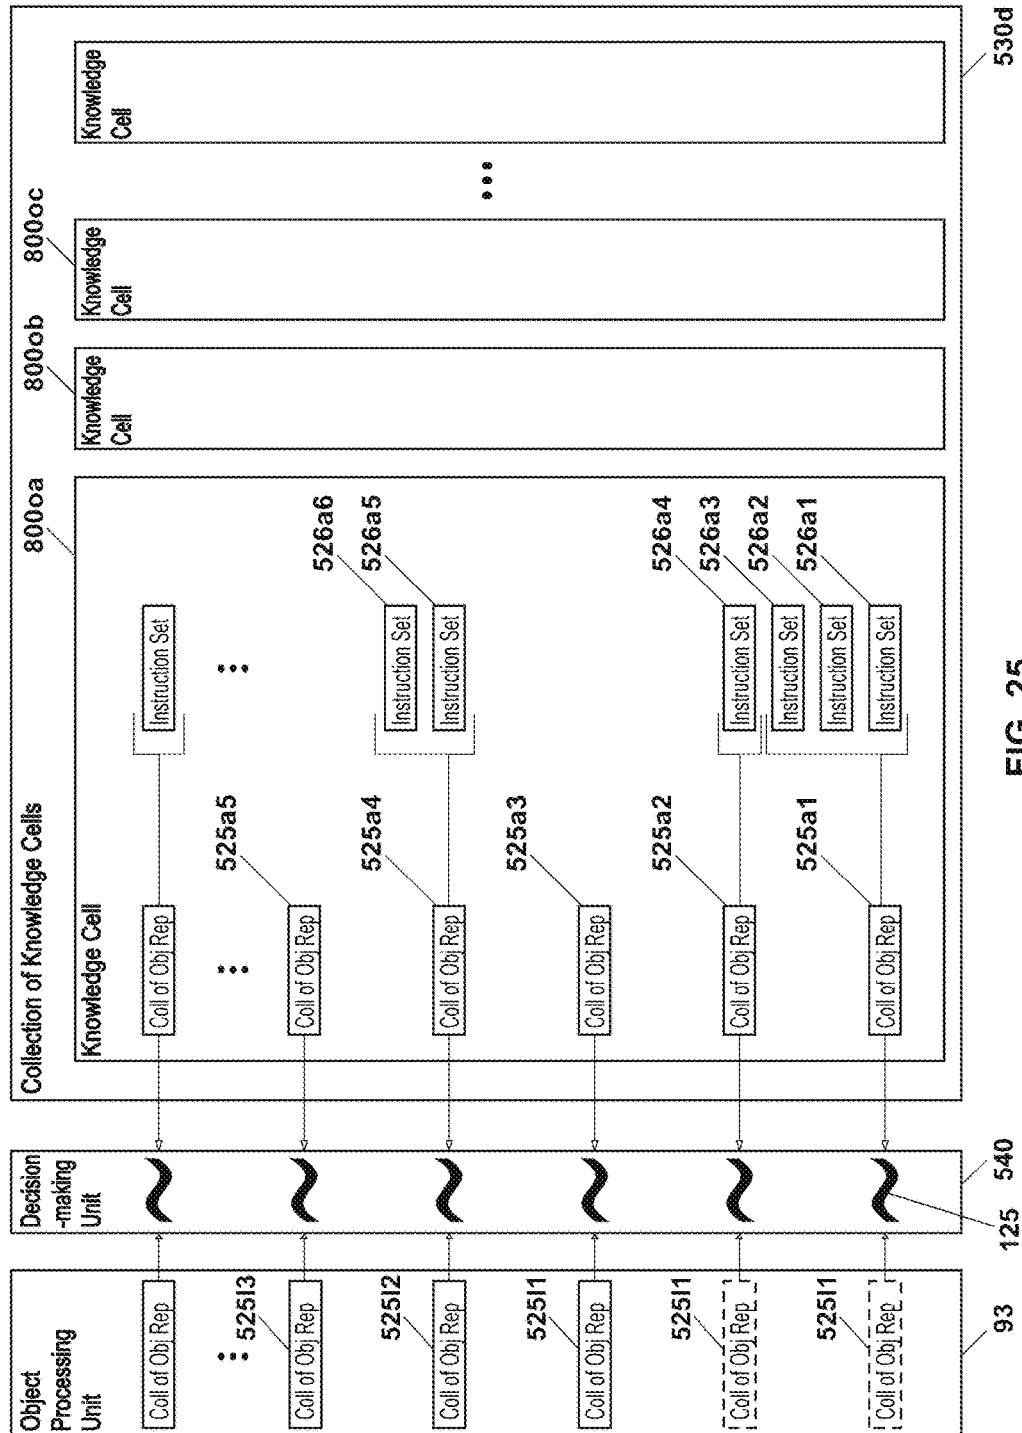 Object
Processing
Unit
Coll of Obj Rep
525l3
Coll of Obj Rep
525l2
Coll of Obj Rep
525l1
Coll of Obj Rep
525l1
Coll of Obj Rep
525l1
Coll of Obj Rep
93
Decision
-making
Unit
125
540
Collection of Knowledge Cells
Knowledge Cell
800oa
Coll of Obj Rep
525a5
Coll of Obj Rep
525a4
Coll of Obj Rep
525a3
Coll of Obj Rep
525a2
Coll of Obj Rep
525a1
Coll of Obj Rep
Instruction Set
526a6
Instruction Set
526a5
Instruction Set
526a4
Instruction Set
526a3
Instruction Set
526a2
Instruction Set
526a1
Instruction Set
800ob
Knowledge
Cell
800oc
Knowledge
Cell
Knowledge
Cell
530d
FIG. 25